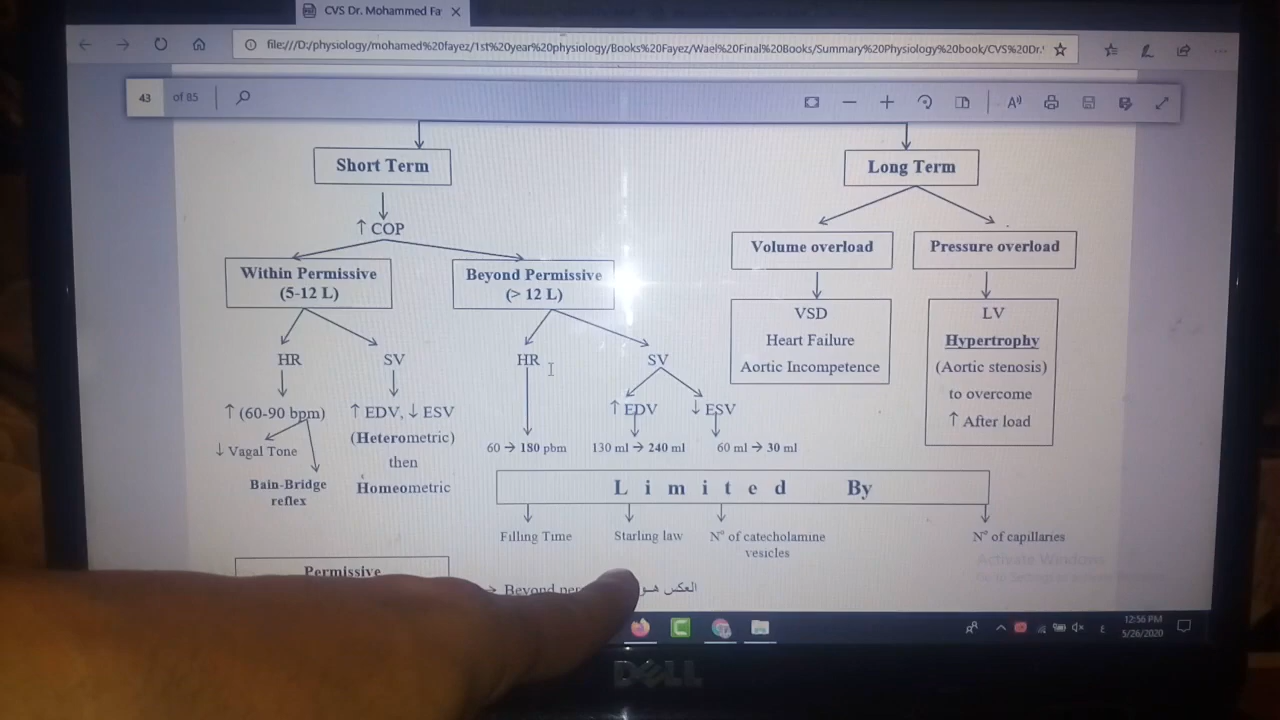 CVS Dr. Mohammed Fa
file:///D:/physiology/mohamed%20fayez/1st%20year%20physiology/Books%20Fayez/Wael%20Final%20Books/Summary%20Physiology%20book/CVS%20Dr.
43 of 85
Short Term
Long Term
↑ COP
Within Permissive
(5-12 L)
Beyond Permissive
(> 12 L)
Volume overload
Pressure overload
HR
SV
HR
SV
VSD
Heart Failure
Aortic Incompetence
LV
Hypertrophy
(Aortic stenosis)
to overcome
↑ After load
↑ (60-90 bpm)
↓ Vagal Tone
Bain-Bridge
reflex
↑ EDV, ↓ ESV
(Heterometric)
then
Homeometric
↑ EDV
↓ ESV
60 → 180 pbm
130 ml → 240 ml
60 ml → 30 ml
Limited By
Filling Time
Starling law
N° of catecholamine
vesicles
N° of capillaries
Activate Windows
Permissive
Beyond
العكس هو
12:56 PM
5/26/2020
DELL